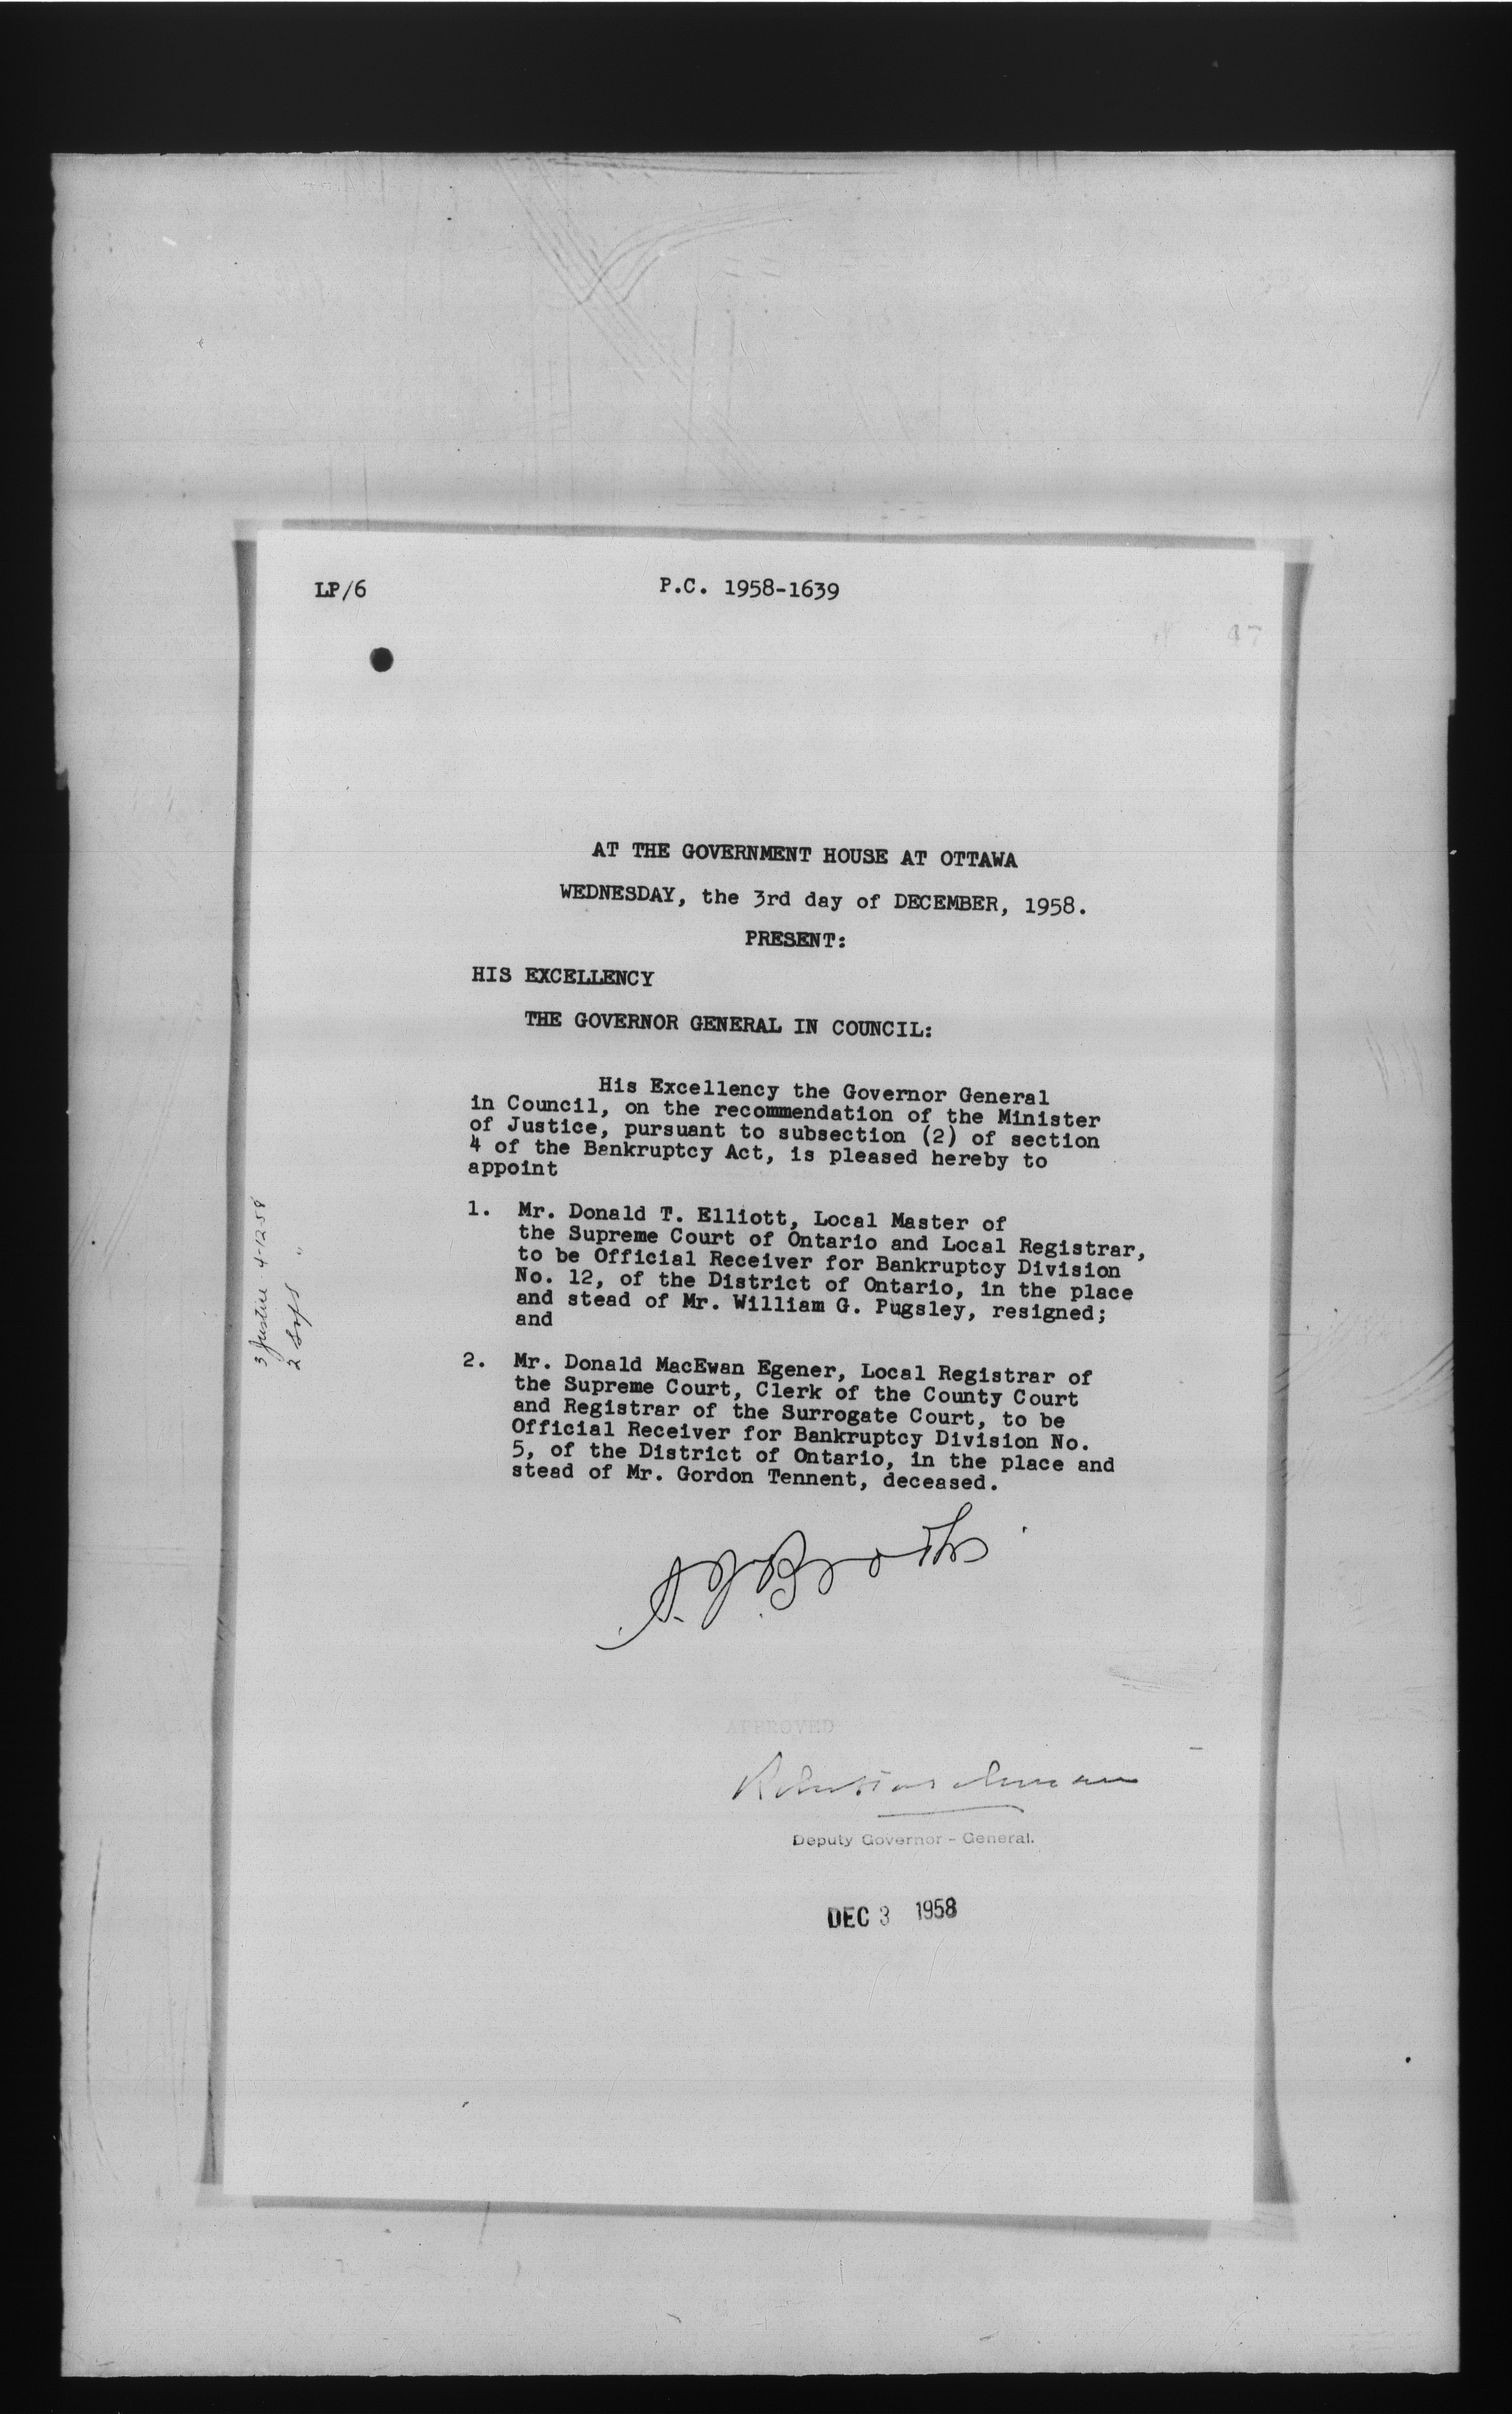 LP/6
P.C. 1958-1639
AT THE GOVERNMENT HOUSE AT OTTAWA
WEDNESDAY, the 3rd day of DECEMBER, 1958.
PRESENT:
HIS EXCELLENCY
THE GOVERNOR GENERAL IN COUNCIL:
His Excellency the Governor General
in Council, on the recommendation of the Minister
of Justice, pursuant to subsection (2) of section
4 of the Bankruptcy Act, is pleased hereby to
appoint
1. Mr. Donald T. Elliott, Local Master of
the Supreme Court of Ontario and Local Registrar,
to be Official Receiver for Bankruptcy Division
No. 12, of the District of Ontario, in the place
and stead of Mr. William G. Pugsley, resigned;
and
2. Mr. Donald MacEwan Egener, Local Registrar of
the Supreme Court, Clerk of the County Court
and Registrar of the Surrogate Court, to be
Official Receiver for Bankruptcy Division No.
5, of the District of Ontario, in the place and
stead of Mr. Gordon Tennent, deceased.
3 Justice 4-12-58
2
APPROVED
Deputy Governor - General.
DEC 3 1958